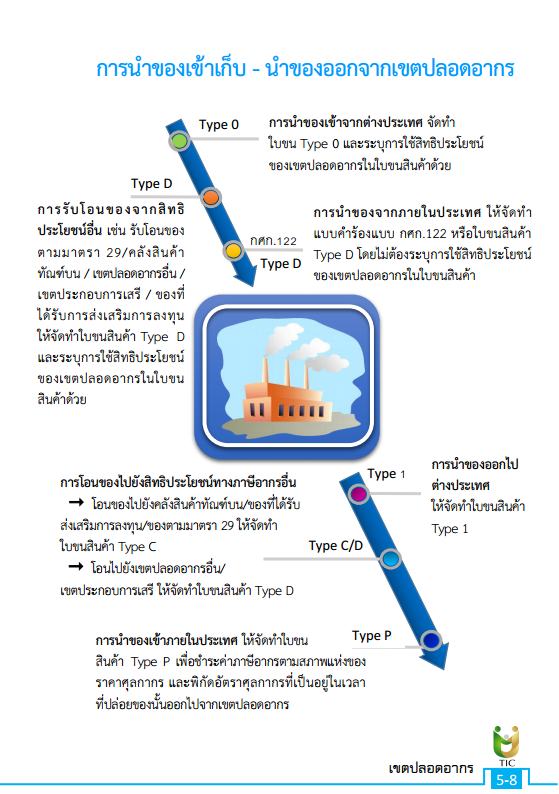 การนำของเข้าเก็บ - นำของออกจากเขตปลอดอากร
Type 0
การนำของเข้าจากต่างประเทศ จัดทำ
ใบขน Type 0 และระบุการใช้สิทธิประโยชน์
ของเขตปลอดอากรในใบขนสินค้าด้วย
Type D
การรับโอนของจากสิทธิ
ประโยชน์อื่น เช่น รับโอนของ
ตามมาตรา 29/คลังสินค้า
ทัณฑ์บน / เขตปลอดอากรอื่น /
เขตประกอบการเสรี / ของที่
ได้รับการส่งเสริมการลงทุน
ให้จัดทำใบขนสินค้า Type D
และระบุการใช้สิทธิประโยชน์
ของเขตปลอดอากรในใบขน
สินค้าด้วย
กศก.122
Type D
การนำของจากภายในประเทศ ให้จัดทำ
แบบคำร้องแบบ กศก.122 หรือใบขนสินค้า
Type D โดยไม่ต้องระบุการใช้สิทธิประโยชน์
ของเขตปลอดอากรในใบขนสินค้า
Type 1
การนำของออกไป
ต่างประเทศ
ให้จัดทำใบขนสินค้า
Type 1
การโอนของไปยังสิทธิประโยชน์ทางภาษีอากรอื่น
➞ โอนของไปยังคลังสินค้าทัณฑ์บน/ของที่ได้รับ
ส่งเสริมการลงทุน/ของตามมาตรา 29 ให้จัดทำ
ใบขนสินค้า Type C
➞ โอนไปยังเขตปลอดอากรอื่น/
เขตประกอบการเสรี ให้จัดทำใบขนสินค้า Type D
Type C/D
การนำของเข้าภายในประเทศ ให้จัดทำใบขน
สินค้า Type P เพื่อชำระค่าภาษีอากรตามสภาพแห่งของ
ราคาศุลกากร และพิกัดอัตราศุลกากรที่เป็นอยู่ในเวลา
ที่ปล่อยของนั้นออกไปจากเขตปลอดอากร
Type P
TIC
เขตปลอดอากร
5-8